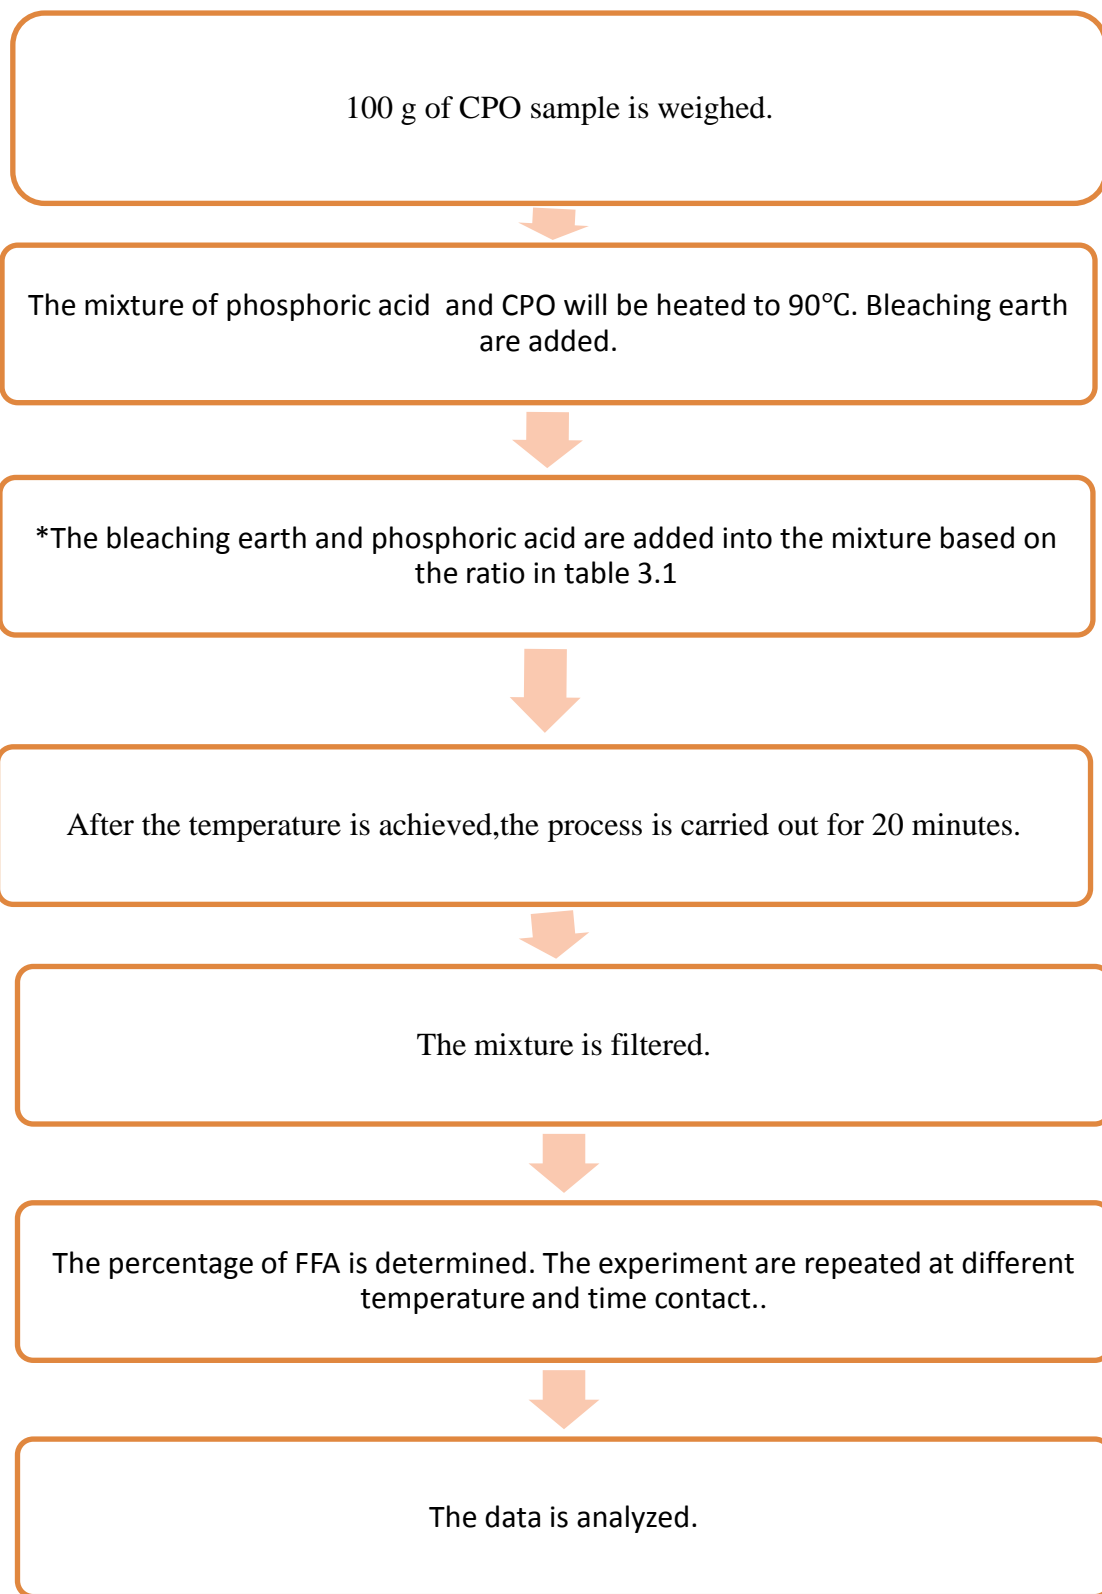 100 g of CPO sample is weighed.
The mixture of phosphoric acid  and CPO will be heated to 90℃. Bleaching earth
are added.
*The bleaching earth and phosphoric acid are added into the mixture based on
the ratio in table 3.1
After the temperature is achieved,the process is carried out for 20 minutes.
The mixture is filtered.
The percentage of FFA is determined. The experiment are repeated at different
temperature and time contact..
The data is analyzed.